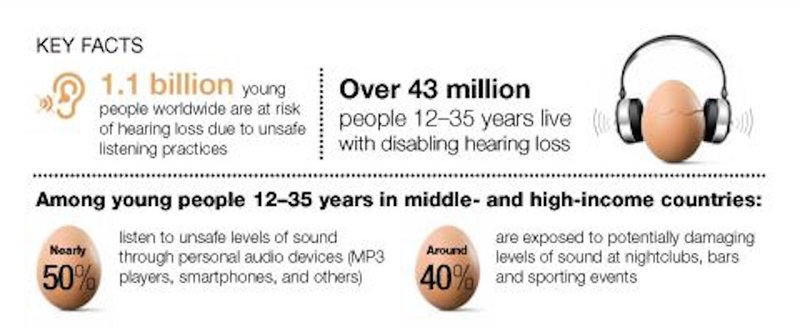 KEY FACTS
1.1 billion young
people worldwide are at risk
of hearing loss due to unsafe
listening practices
Over 43 million
people 12–35 years live
with disabling hearing loss
Among young people 12–35 years in middle- and high-income countries:
Nearly
50%
listen to unsafe levels of sound
through personal audio devices (MP3
players, smartphones, and others)
Around
40%
are exposed to potentially damaging
levels of sound at nightclubs, bars
and sporting events